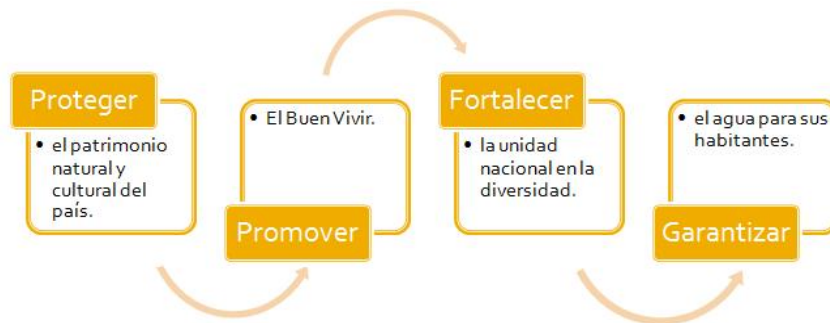 Proteger
• el patrimonio
natural y
cultural del
país.
• El Buen Vivir.
Promover
Fortalecer
• la unidad
nacional en la
diversidad.
• el agua para sus
habitantes.
Garantizar